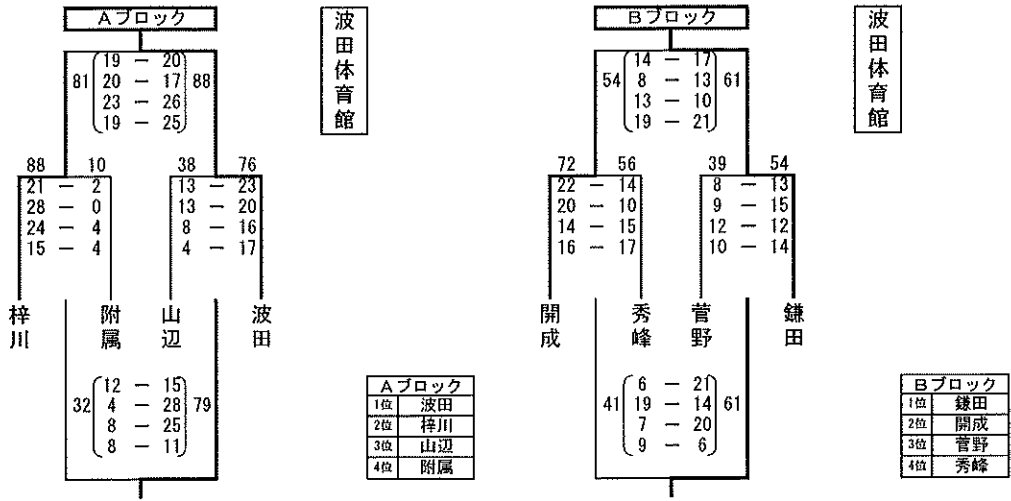 Aブロック
波田体育館
19 － 20
81 20 － 17 88
23 － 26
19 － 25
88 10 38 76
21 － 2 13 － 23
28 － 0 13 － 20
24 － 4 8 － 16
15 － 4 4 － 17
梓川 附属 山辺 波田
12 － 15
32 4 － 28 79
8 － 25
8 － 11
Aブロック
1位 波田
2位 梓川
3位 山辺
4位 附属
Bブロック
波田体育館
14 － 17
54 8 － 13 61
13 － 10
19 － 21
72 56 39 54
22 － 14 8 － 13
20 － 10 9 － 15
14 － 15 12 － 12
16 － 17 10 － 14
開成 秀峰 菅野 鎌田
6 － 21
41 19 － 14 61
7 － 20
9 － 6
Bブロック
1位 鎌田
2位 開成
3位 菅野
4位 秀峰